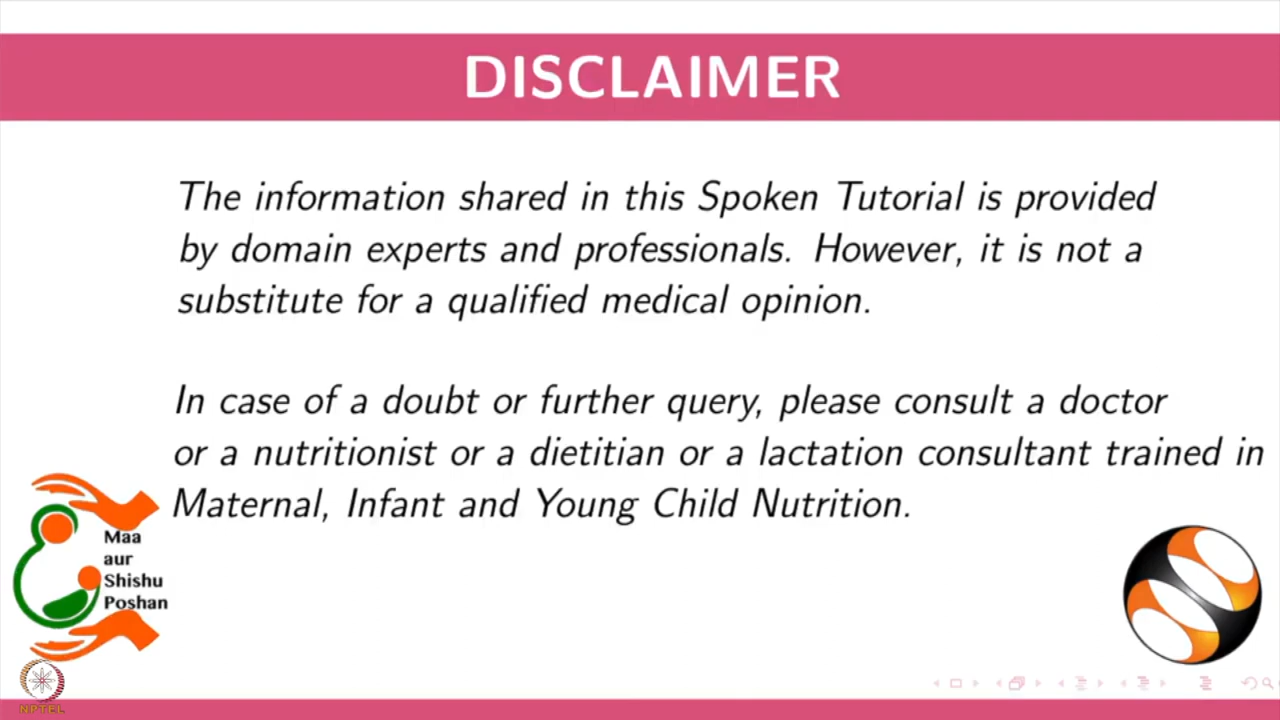 DISCLAIMER
The information shared in this Spoken Tutorial is provided
by domain experts and professionals. However, it is not a
substitute for a qualified medical opinion.
In case of a doubt or further query, please consult a doctor
or a nutritionist or a dietitian or a lactation consultant trained in
Maternal, Infant and Young Child Nutrition.
Maa
aur
Shishu
Poshan
NPTEL